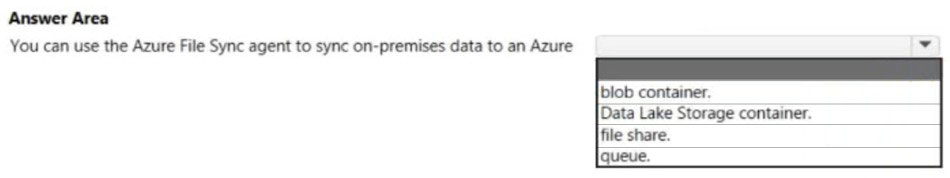 Answer Area
You can use the Azure File Sync agent to sync on-premises data to an Azure
blob container.
Data Lake Storage container.
file share.
queue.